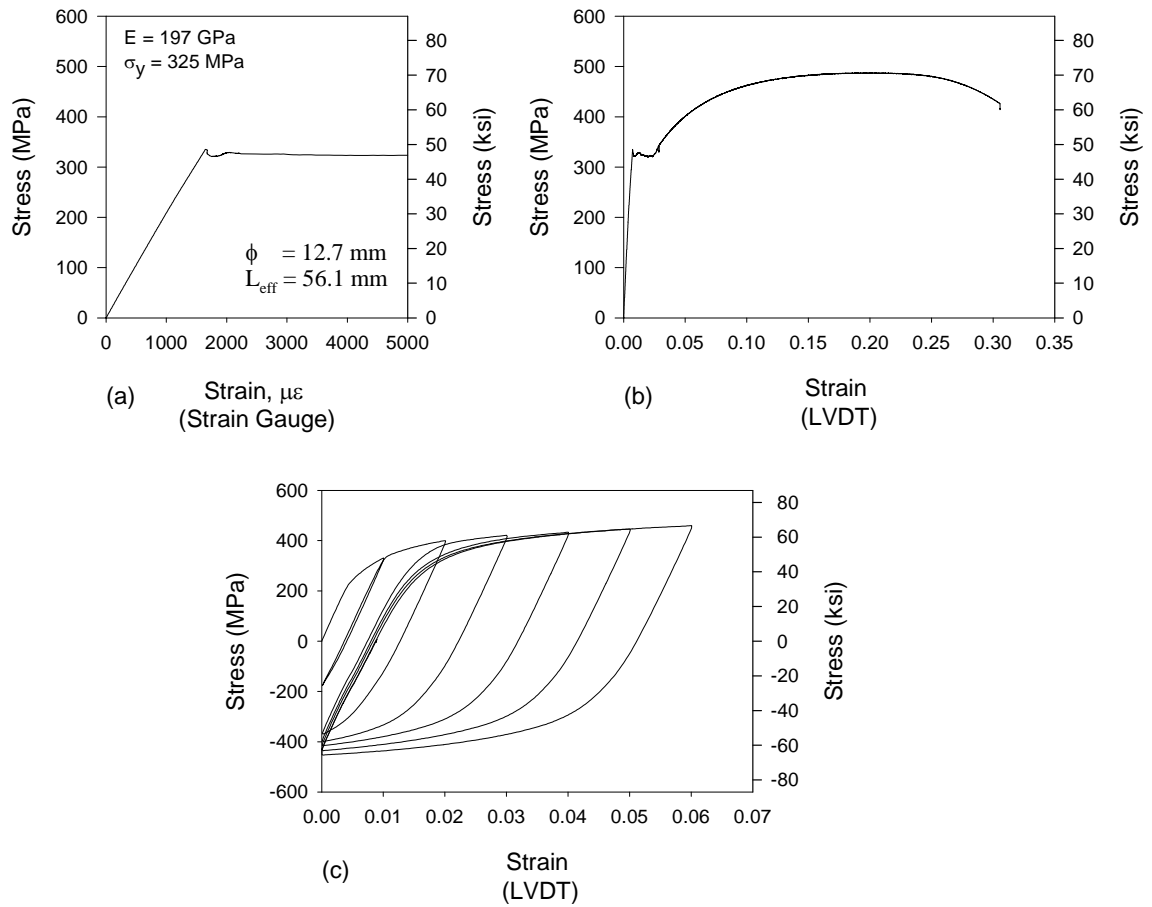 E = 197 GPa
σy = 325 MPa
Stress (MPa)
600
500
400
300
200
100
0
0 1000 2000 3000 4000 5000
80
70
60
50
40
30
20
10
0
Stress (ksi)
ϕ = 12.7 mm
Leff = 56.1 mm
(a) Strain, με
(Strain Gauge)
Stress (MPa)
600
500
400
300
200
100
0
0.00 0.05 0.10 0.15 0.20 0.25 0.30 0.35
80
70
60
50
40
30
20
10
0
Stress (ksi)
(b) Strain
(LVDT)
Stress (MPa)
600
400
200
0
-200
-400
-600
0.00 0.01 0.02 0.03 0.04 0.05 0.06 0.07
80
60
40
20
0
-20
-40
-60
-80
Stress (ksi)
(c) Strain
(LVDT)